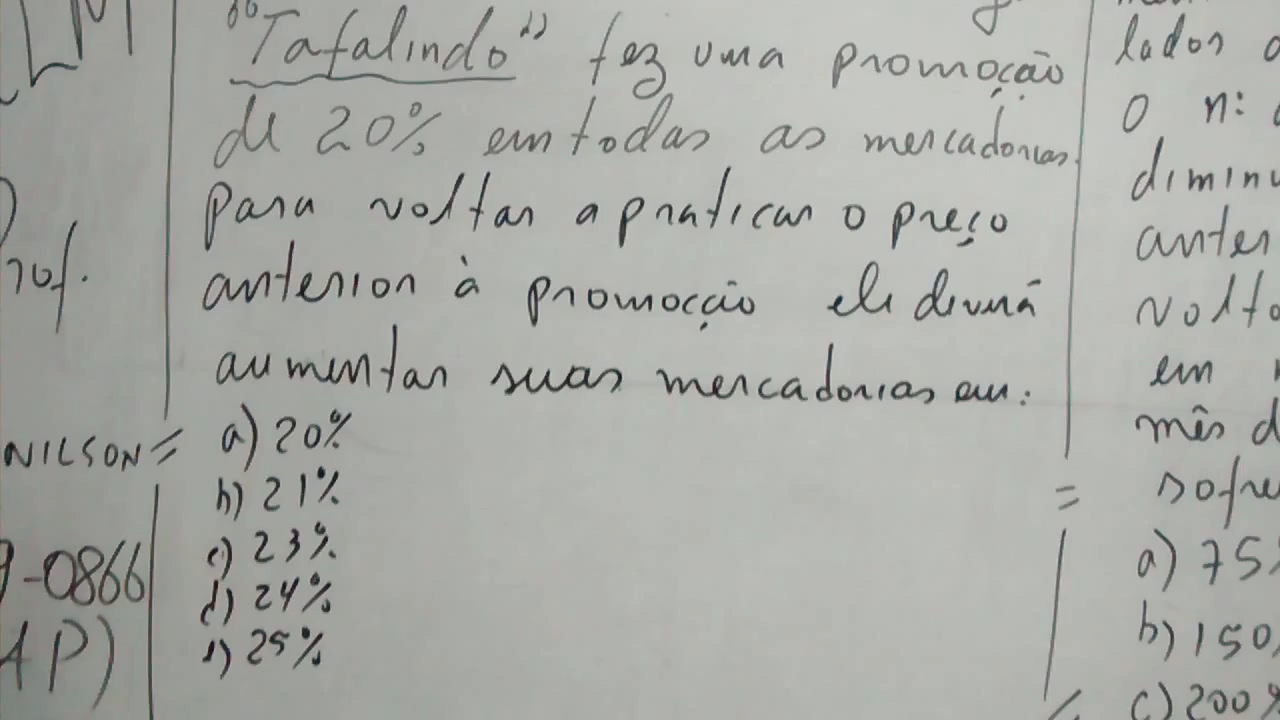 "Tafalindo" fez uma promoção
de 20% em todas as mercadorias.
para voltar a praticar o preço
anterior à promocção ele deverá
aumentar suas mercadorias em:
a) 20%
b) 21%
c) 23%
d) 24%
e) 25%
NILSON =
-0866
AP)
lados
o n:
diminu
anter
volta
em
mês d
= sofre
a) 75%
b) 150
c) 200%